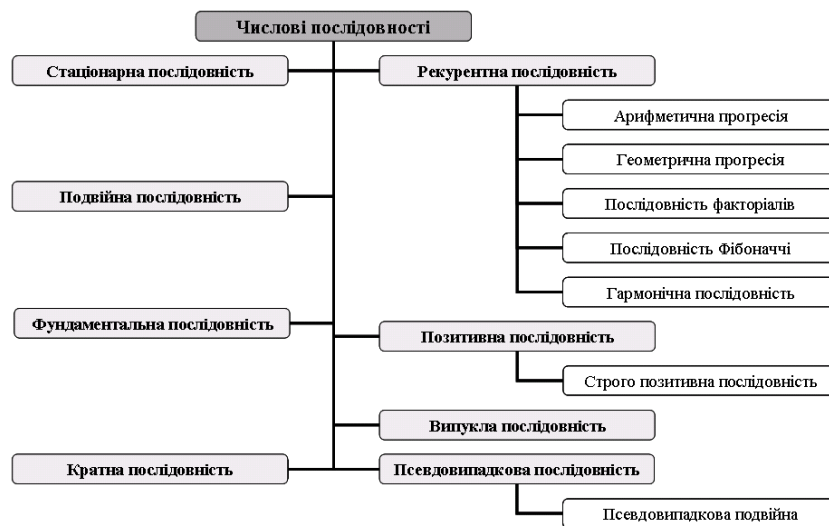 Числові послідовності
Стаціонарна послідовність
Рекурентна послідовність
Арифметична прогресія
Геометрична прогресія
Подвійна послідовність
Послідовність факторіалів
Послідовність Фібоначчі
Гармонічна послідовність
Фундаментальна послідовність
Позитивна послідовність
Строго позитивна послідовність
Випукла послідовність
Кратна послідовність
Псевдовипадкова послідовність
Псевдовипадкова подвійна